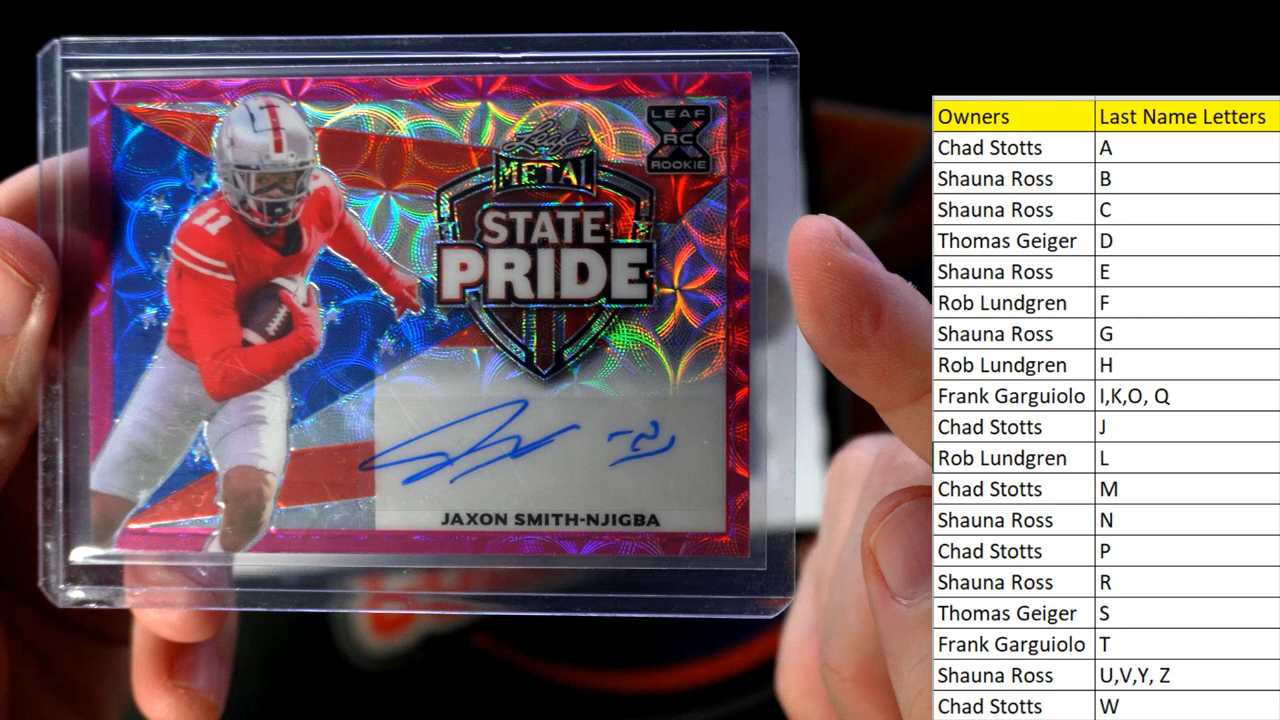 11
Leaf
METAL
STATE
PRIDE
LEAF
X
RC
ROOKIE
JAXON SMITH-NJIGBA
Owners Last Name Letters
Chad Stotts A
Shauna Ross B
Shauna Ross C
Thomas Geiger D
Shauna Ross E
Rob Lundgren F
Shauna Ross G
Rob Lundgren H
Frank Garguiolo I,K,O, Q
Chad Stotts J
Rob Lundgren L
Chad Stotts M
Shauna Ross N
Chad Stotts P
Shauna Ross R
Thomas Geiger S
Frank Garguiolo T
Shauna Ross U,V,Y, Z
Chad Stotts W